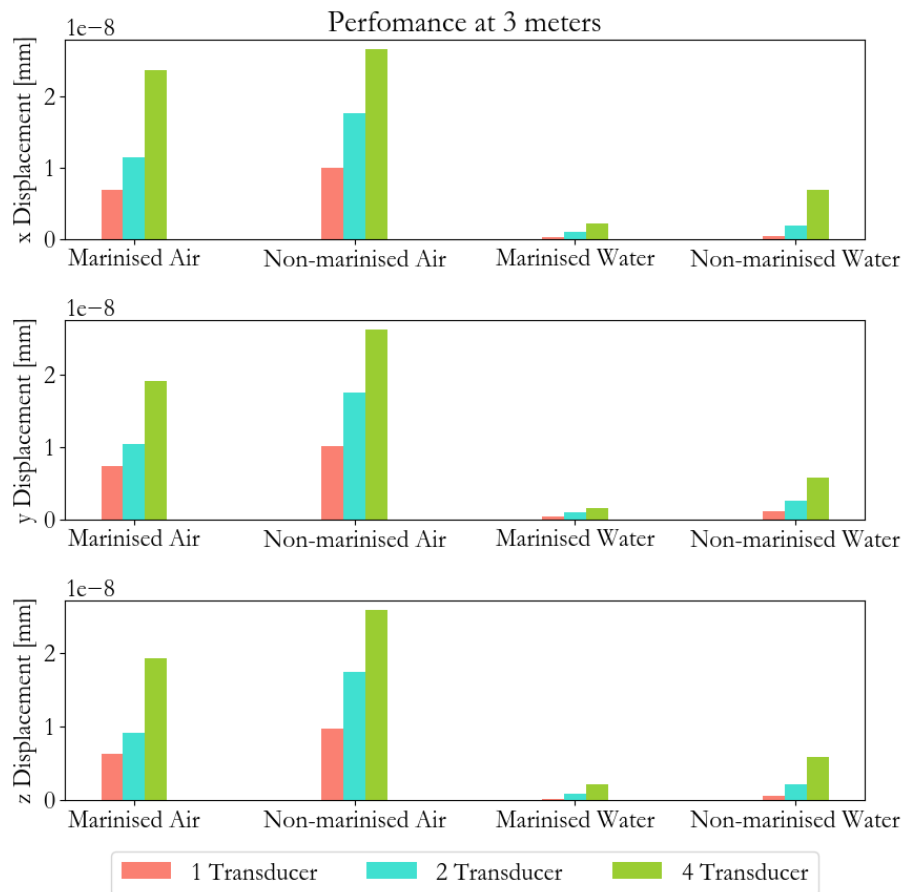 Perfomance at 3 meters
1e−8
x Displacement [mm]
2
1
0
Marinised Air Non-marinised Air Marinised Water Non-marinised Water
1e−8
y Displacement [mm]
2
1
0
Marinised Air Non-marinised Air Marinised Water Non-marinised Water
1e−8
z Displacement [mm]
2
1
0
Marinised Air Non-marinised Air Marinised Water Non-marinised Water
1 Transducer 2 Transducer 4 Transducer